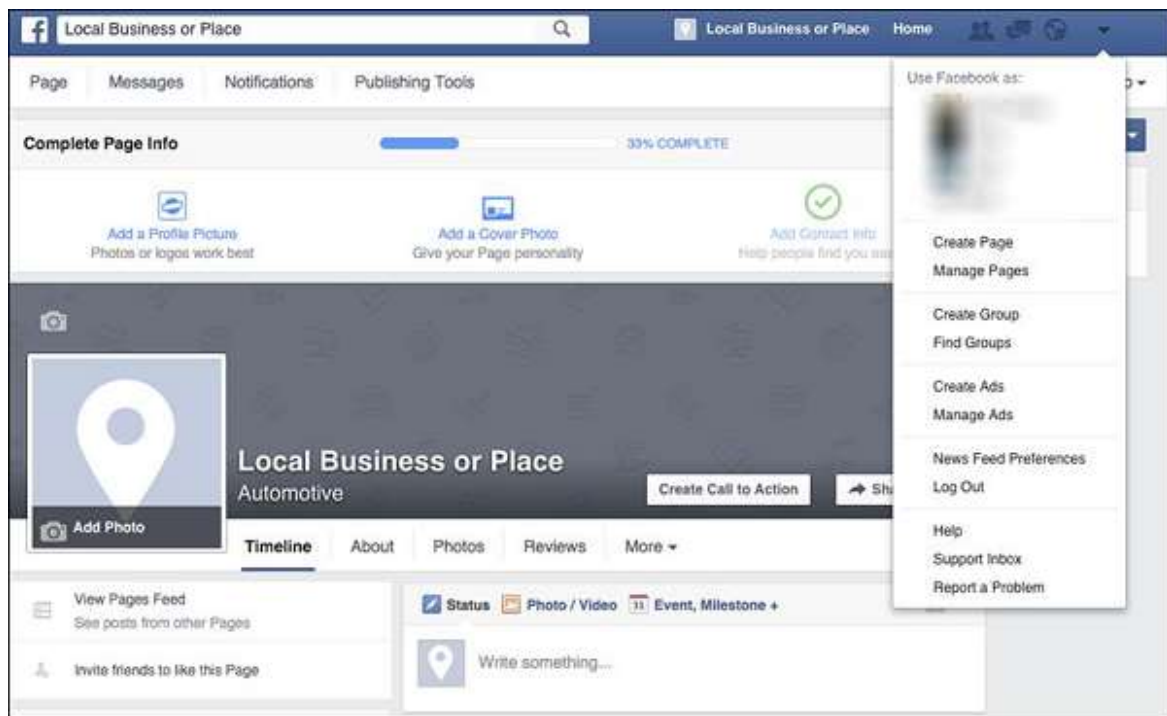 f Local Business or Place Local Business or Place Home
Page Messages Notifications Publishing Tools
Use Facebook as:
Complete Page Info 33% COMPLETE
Add a Profile Picture
Photos or logos work best
Add a Cover Photo
Give your Page personality
Add Contact Info
Help people find you
Create Page
Manage Pages
Create Group
Find Groups
Create Ads
Manage Ads
News Feed Preferences
Log Out
Help
Support Inbox
Report a Problem
Local Business or Place
Automotive
Create Call to Action
Add Photo
Timeline About Photos Reviews More
View Pages Feed
See posts from other Pages
Invite friends to like this Page
Status Photo / Video 31 Event, Milestone +
Write something...